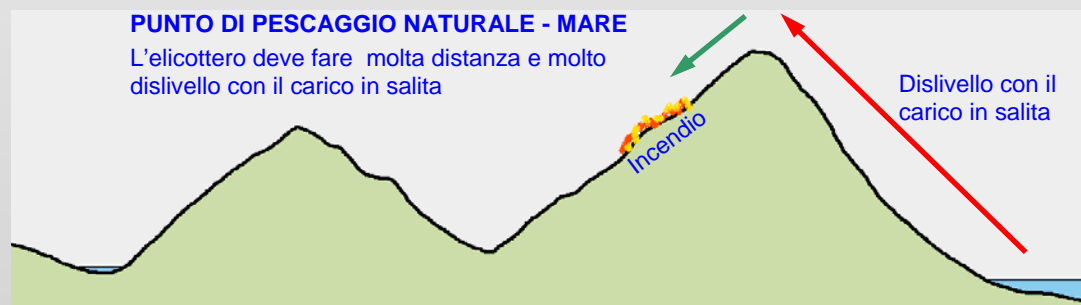 PUNTO DI PESCAGGIO NATURALE - MARE
L'elicottero deve fare molta distanza e molto
dislivello con il carico in salita
Dislivello con il
carico in salita
Incendio